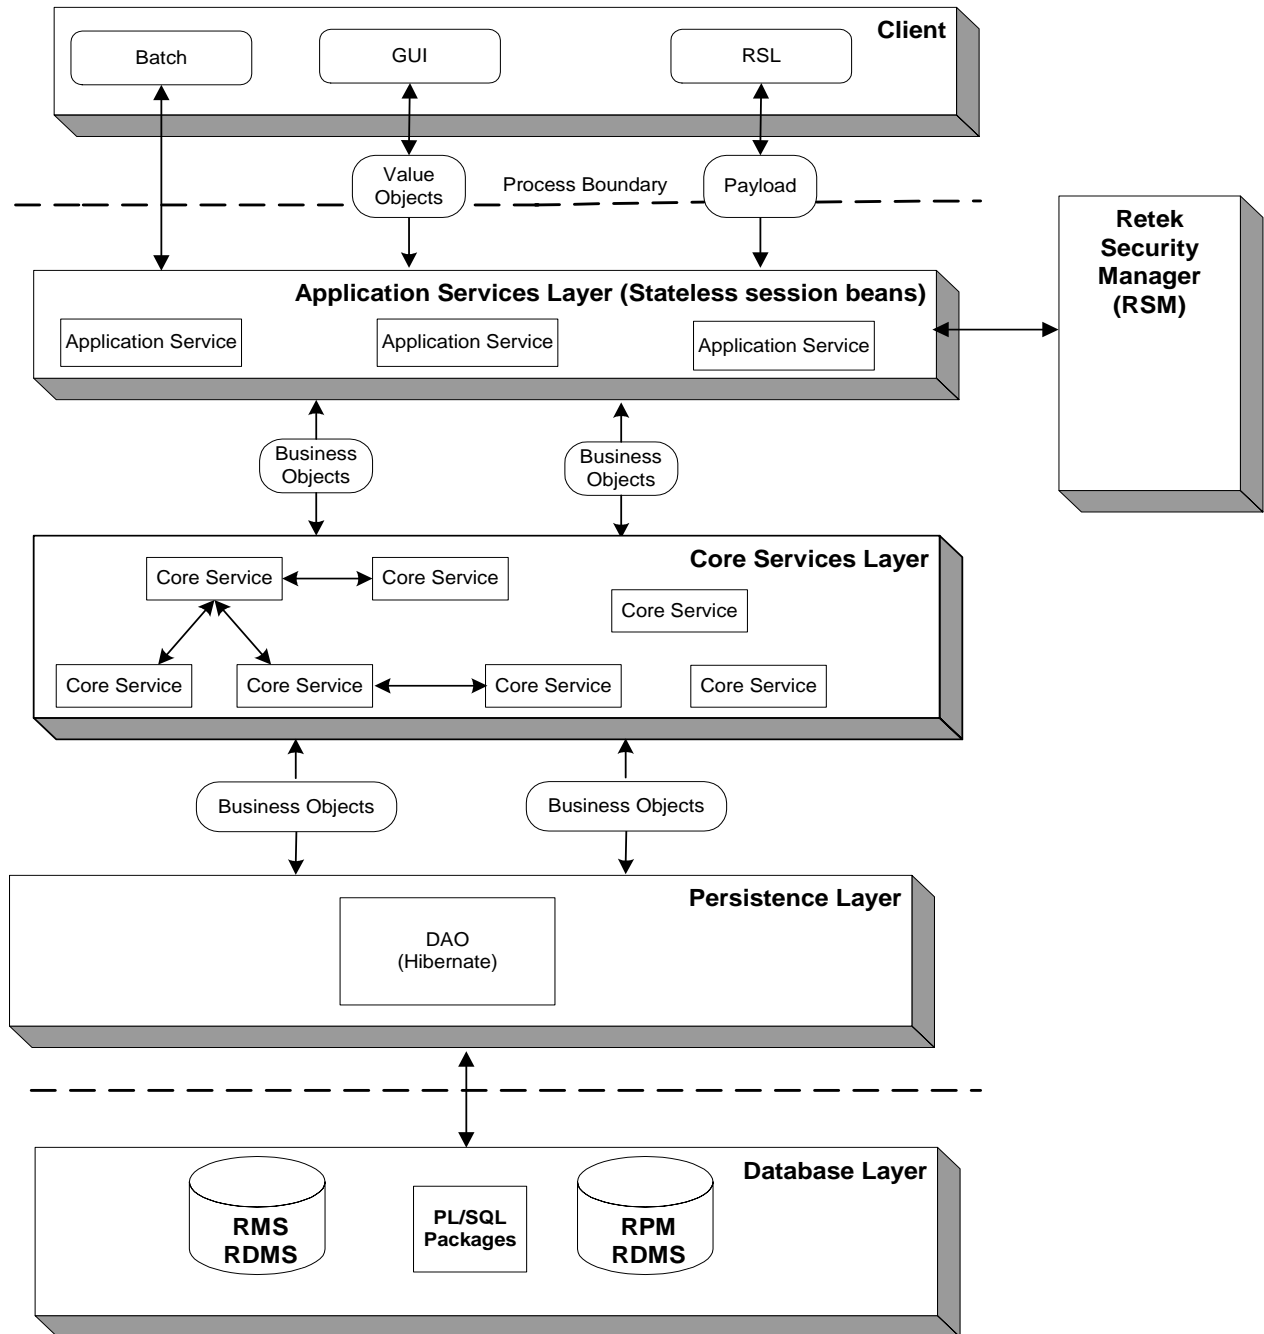 Client
Batch
GUI
RSL
Value
Objects
Process Boundary
Payload
Retek
Security
Manager
(RSM)
Application Services Layer (Stateless session beans)
Application Service
Application Service
Application Service
Business
Objects
Business
Objects
Core Services Layer
Core Service
Core Service
Core Service
Core Service
Core Service
Core Service
Core Service
Business Objects
Business Objects
Persistence Layer
DAO
(Hibernate)
Database Layer
RMS
RDMS
PL/SQL
Packages
RPM
RDMS